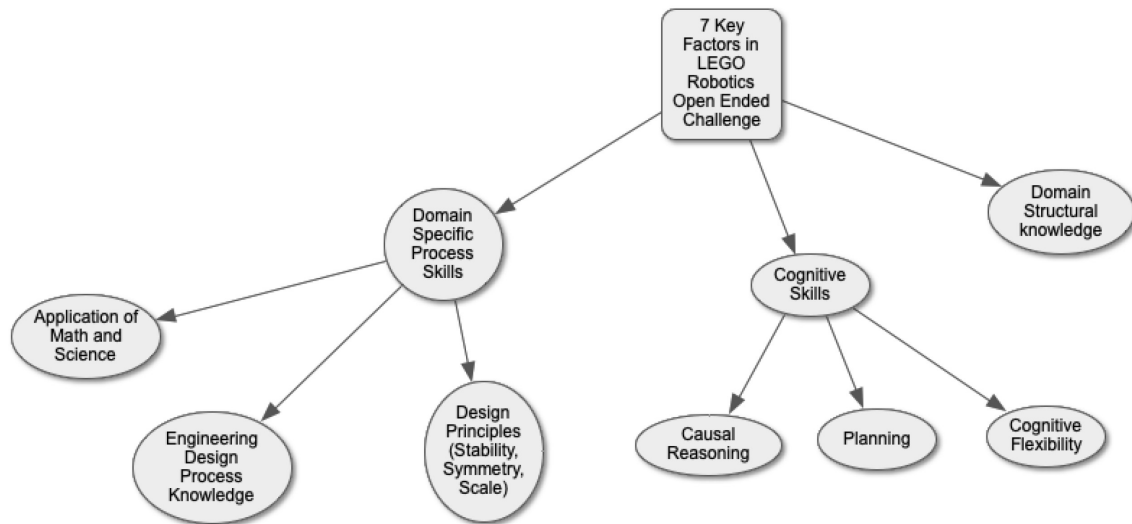 7 Key
Factors in
LEGO
Robotics
Open Ended
Challenge
Domain
Structural
knowledge
Domain
Specific
Process
Skills
Cognitive
Skills
Application of
Math and
Science
Engineering
Design
Process
Knowledge
Design
Principles
(Stability,
Symmetry,
Scale)
Causal
Reasoning
Planning
Cognitive
Flexibility